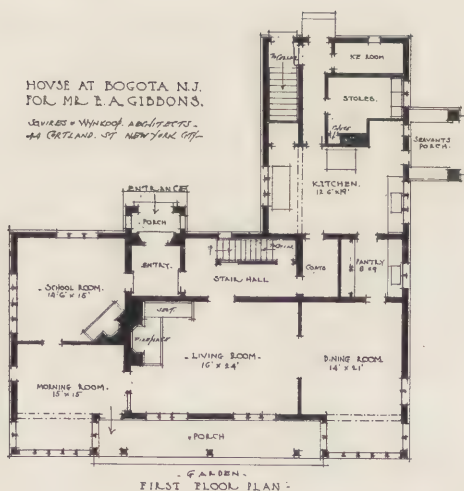 HOVSE AT BOGOTA N.J.
FOR MR E. A. GIBBONS.
SQUIRES & WYNKOOP ARCHITECTS -
44 CORTLAND. ST NEW YORK CITY -
ICE ROOM
STORES.
SERVANTS
PORCH.
KITCHEN.
12'6" X 19'
ENTRANCE
PORCH
ENTRY.
STAIR HALL
COATS
PANTRY
SCHOOL ROOM.
14'6" X 15'
SEAT
FIREPLACE
LIVING ROOM.
16' X 24'
DINING ROOM.
14' X 21'
MORNING ROOM.
15' X 15'
PORCH
- GARDEN -
FIRST FLOOR PLAN -